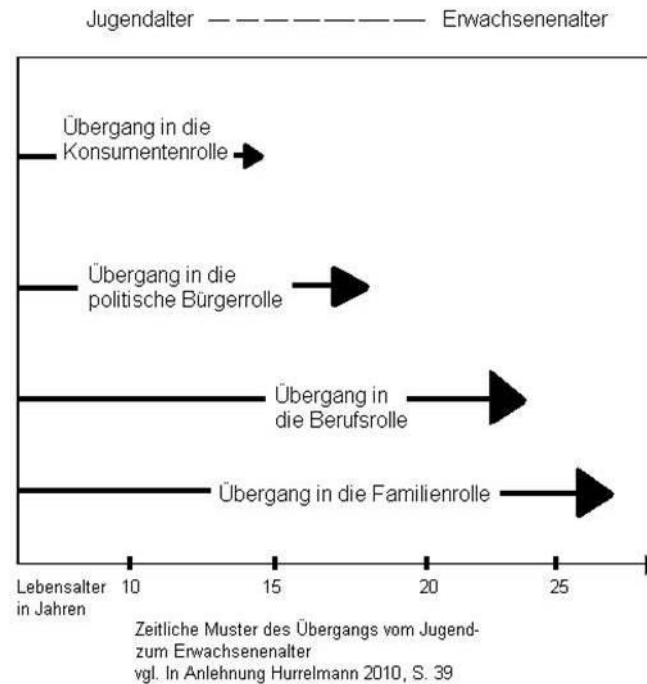 Jugendalter — — — — — — — Erwachsenenalter
Übergang in die
Konsumentenrolle
Übergang in die
politische Bürgerrolle
Übergang in
die Berufsrolle
Übergang in die Familienrolle
Lebensalter
in Jahren
10 15 20 25
Zeitliche Muster des Übergangs vom Jugend-
zum Erwachsenenalter
vgl. In Anlehnung Hurrelmann 2010, S. 39